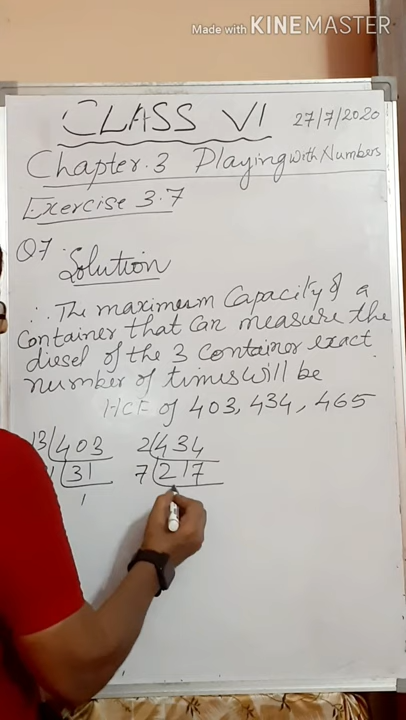 Made with KINEMASTER
CLASS VI
27/7/2020
Chapter.3 Playing with Numbers
Exercise 3.7
Q7.
Solution
∴ The maximum capacity of a
container that can measure the
diesel of the 3 container exact
number of times will be
HCF of 403, 434, 465
13 403 2 434
31 7 217
1